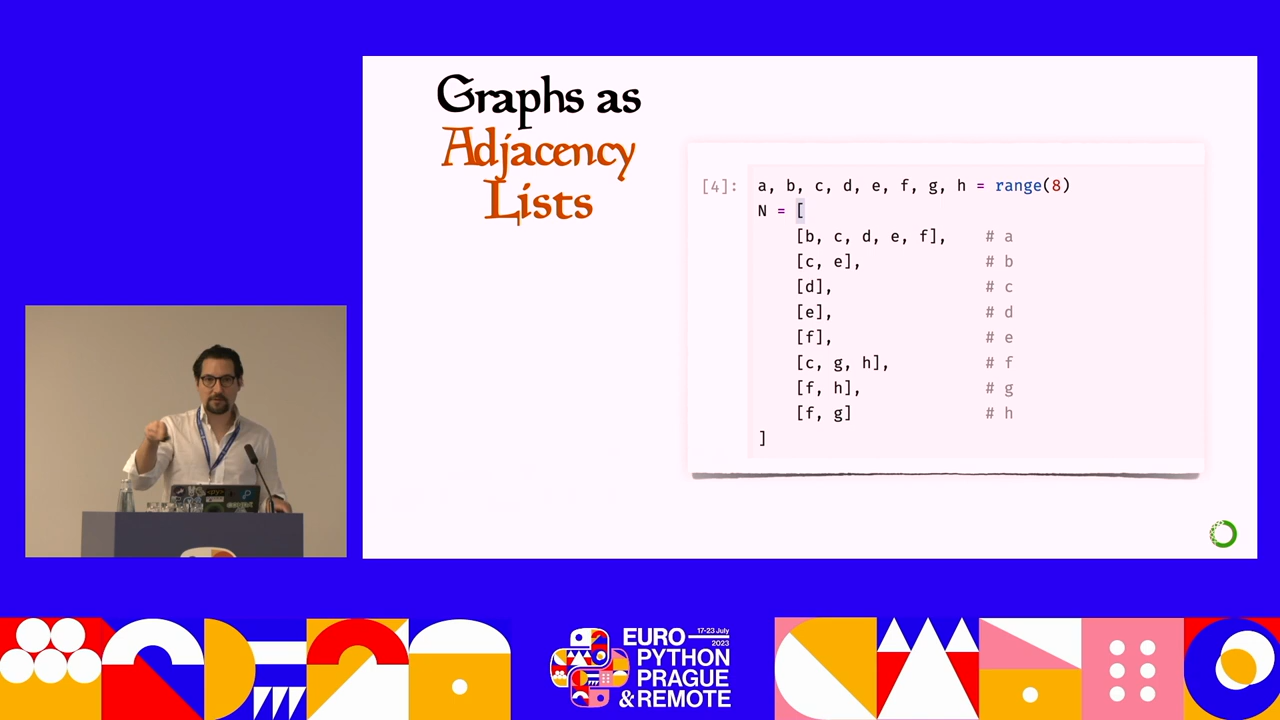 Graphs as
Adjacency
Lists
[4]: a, b, c, d, e, f, g, h = range(8)
N = [
[b, c, d, e, f], # a
[c, e], # b
[d], # c
[e], # d
[f], # e
[c, g, h], # f
[f, h], # g
[f, g] # h
]
EURO 17-23 July 2023
PYTHON
PRAGUE
& REMOTE